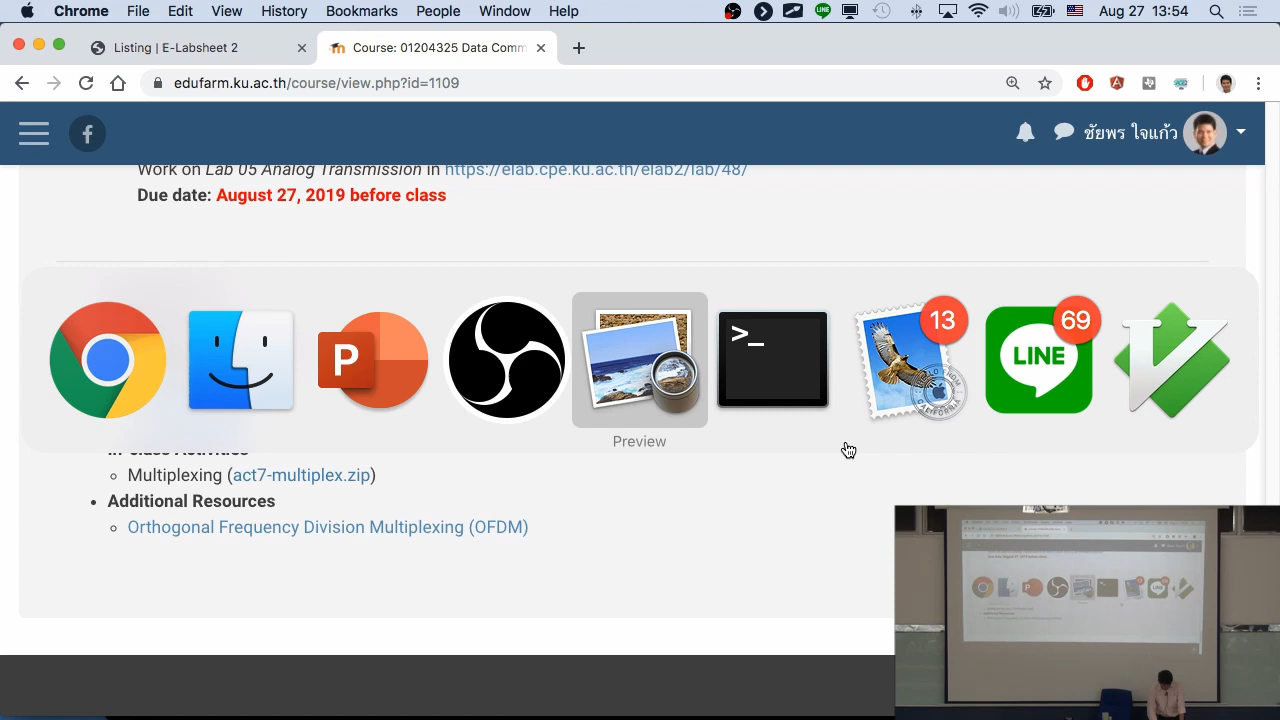 Chrome File Edit View History Bookmarks People Window Help Aug 27 13:54
Listing | E-Labsheet 2
Course: 01204325 Data Comm
edufarm.ku.ac.th/course/view.php?id=1109
ชัยพร ใจแก้ว
Work on Lab 05 Analog Transmission in https://elab.cpe.ku.ac.th/elab2/lab/48/
Due date: August 27, 2019 before class
13
69
P
>_
LINE
Preview
In-class Activities
Multiplexing (act7-multiplex.zip)
Additional Resources
Orthogonal Frequency Division Multiplexing (OFDM)